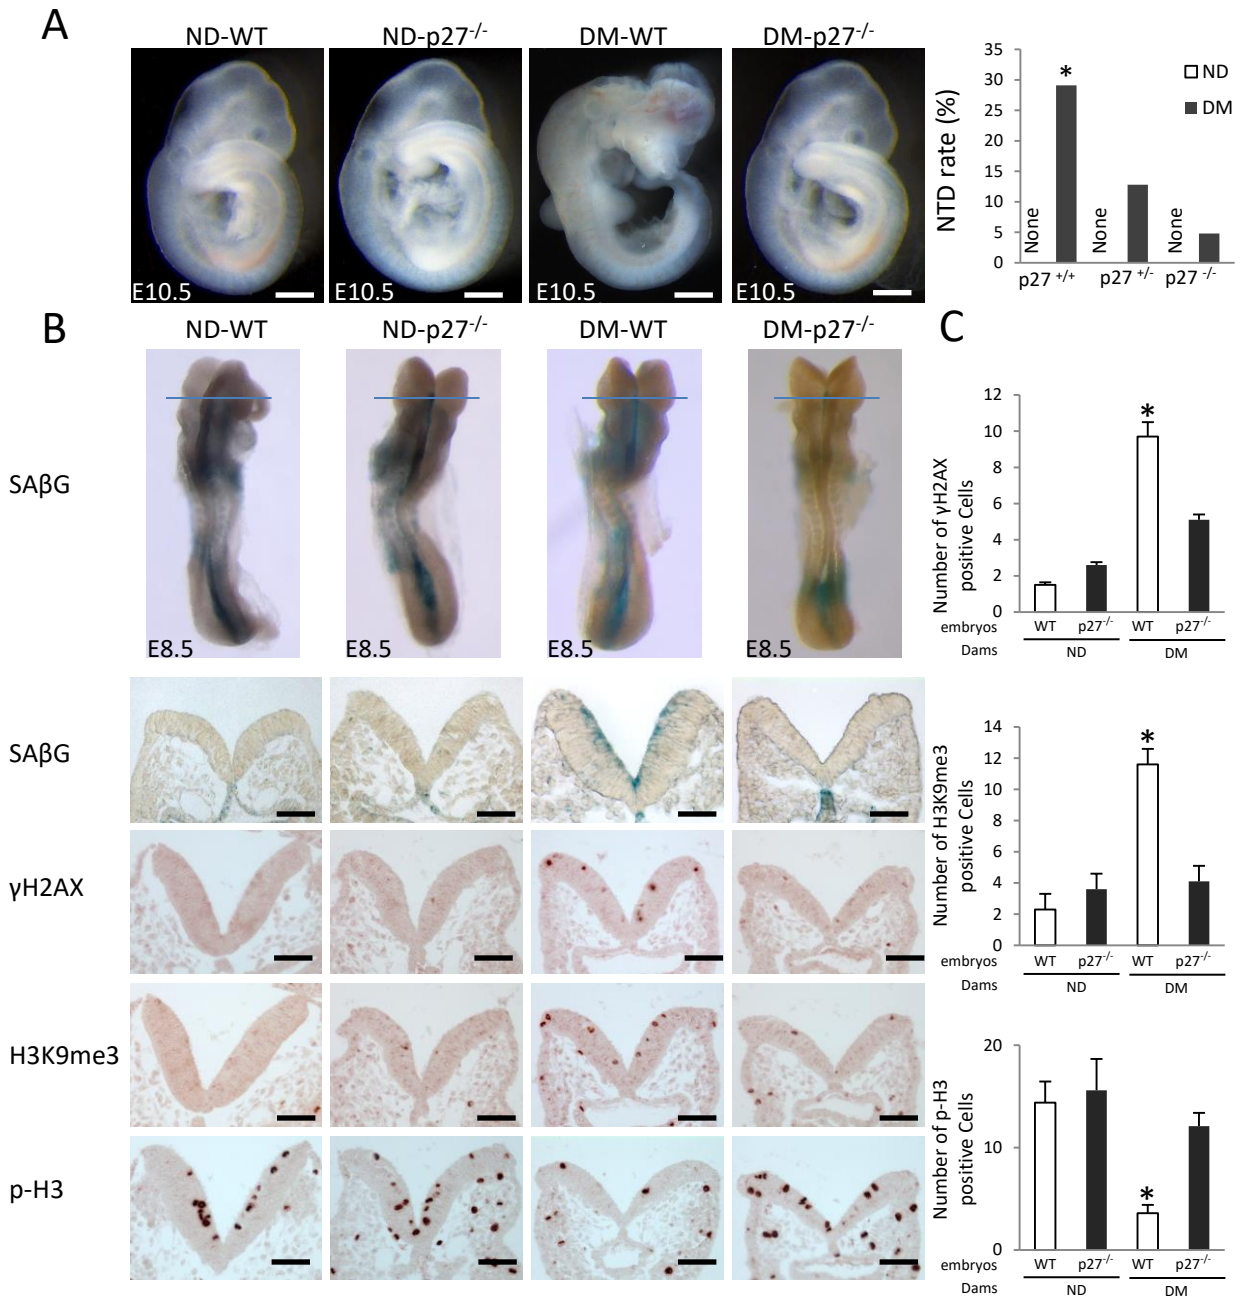 A
ND-WT
ND-p27-/-
DM-WT
DM-p27-/-
E10.5
E10.5
E10.5
E10.5
NTD rate (%)
35
30
25
20
15
10
5
0
*
ND
DM
None
None
None
p27 +/+
p27 +/-
p27 -/-
B
ND-WT
ND-p27-/-
DM-WT
DM-p27-/-
SAβG
E8.5
E8.5
E8.5
E8.5
SAβG
γH2AX
H3K9me3
p-H3
C
Number of γH2AX
positive Cells
12
10
8
6
4
2
0
*
embryos WT p27-/- WT p27-/-
Dams ND DM
Number of H3K9me3
positive Cells
14
12
10
8
6
4
2
0
*
embryos WT p27-/- WT p27-/-
Dams ND DM
Number of p-H3
positive Cells
20
10
0
*
embryos WT p27-/- WT p27-/-
Dams ND DM